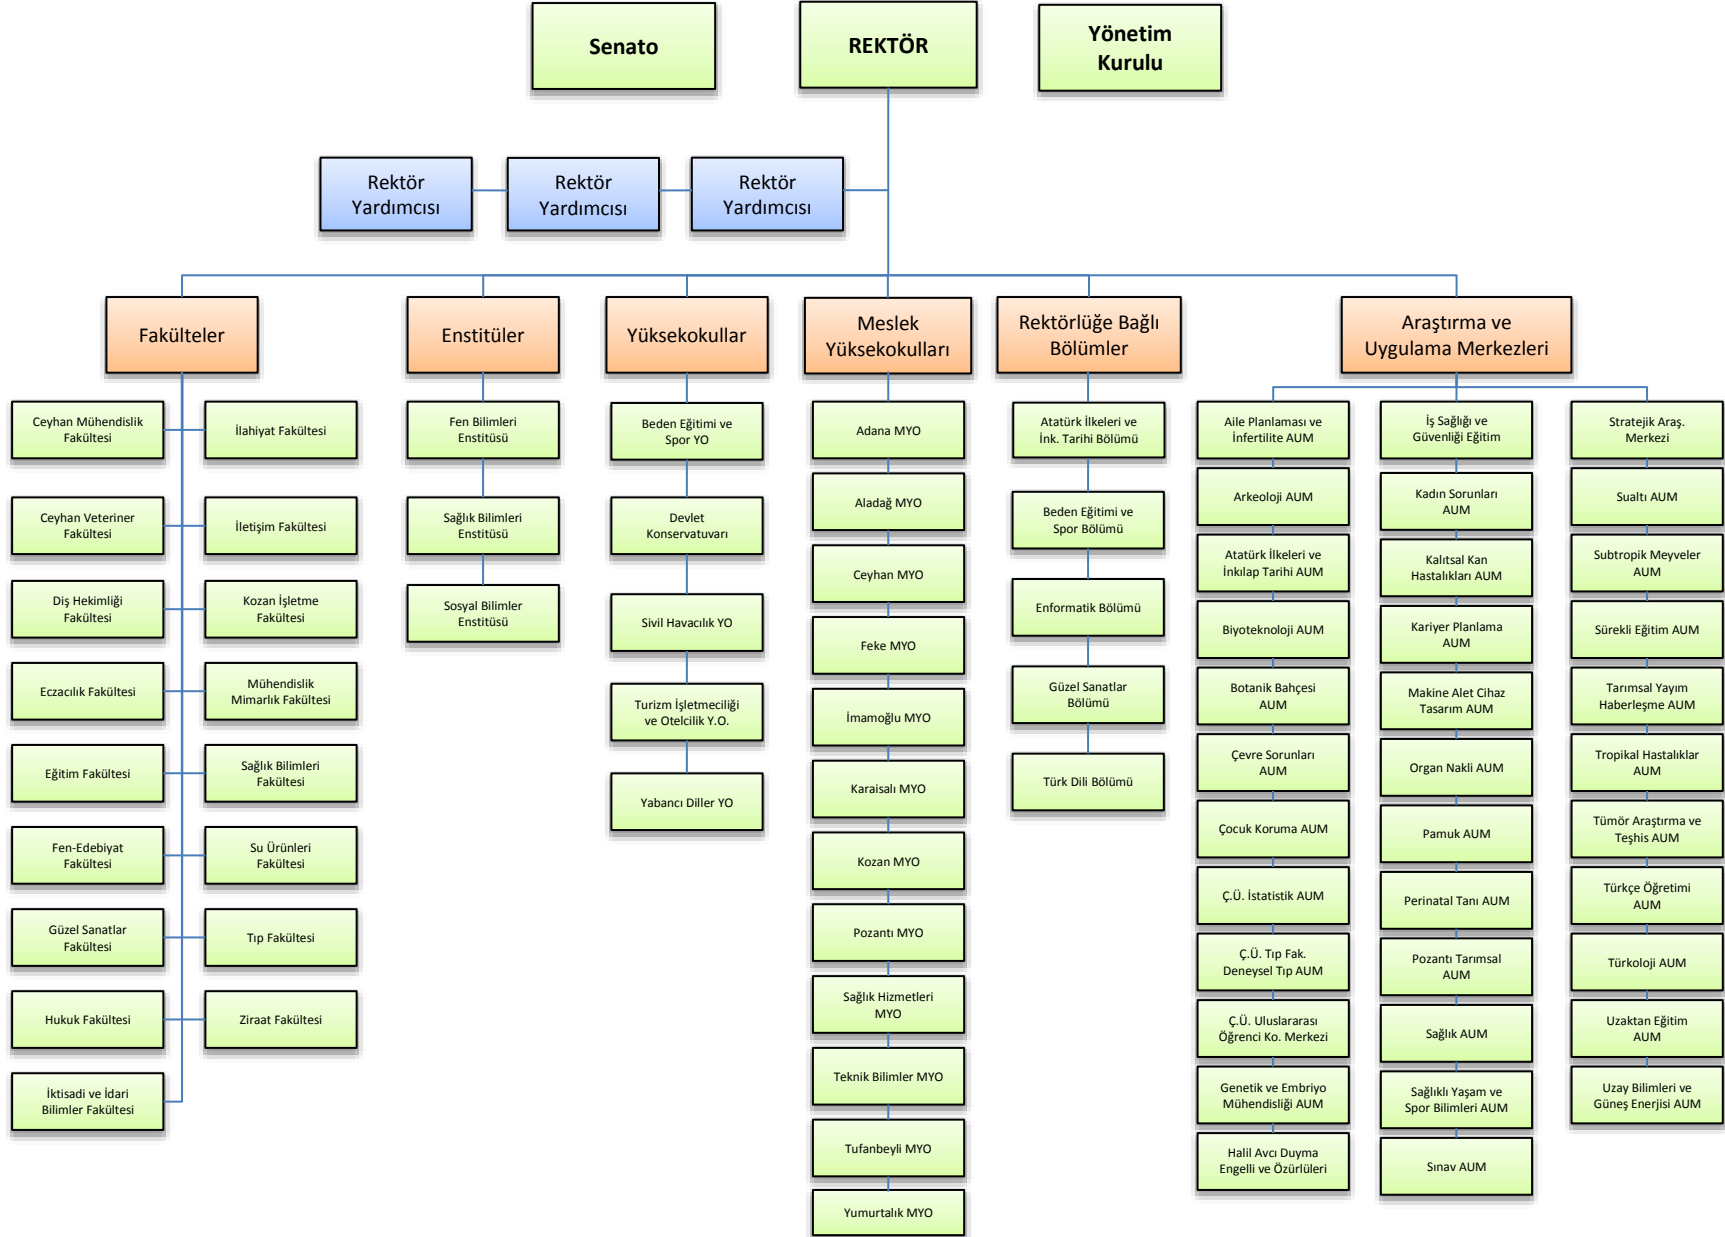 Senato
REKTÖR
Yönetim
Kurulu
Rektör
Yardımcısı
Rektör
Yardımcısı
Rektör
Yardımcısı
Fakülteler
Enstitüler
Yüksekokullar
Meslek
Yüksekokulları
Rektörlüğe Bağlı
Bölümler
Araştırma ve
Uygulama Merkezleri
Ceyhan Mühendislik
Fakültesi
Ceyhan Veteriner
Fakültesi
Diş Hekimliği
Fakültesi
Eczacılık Fakültesi
Eğitim Fakültesi
Fen-Edebiyat
Fakültesi
Güzel Sanatlar
Fakültesi
Hukuk Fakültesi
İktisadi ve İdari
Bilimler Fakültesi
İlahiyat Fakültesi
İletişim Fakültesi
Kozan İşletme
Fakültesi
Mühendislik
Mimarlık Fakültesi
Sağlık Bilimleri
Fakültesi
Su Ürünleri
Fakültesi
Tıp Fakültesi
Ziraat Fakültesi
Fen Bilimleri
Enstitüsü
Sağlık Bilimleri
Enstitüsü
Sosyal Bilimler
Enstitüsü
Beden Eğitimi ve
Spor YO
Devlet
Konservatuvarı
Sivil Havacılık YO
Turizm İşletmeciliği
ve Otelcilik Y.O.
Yabancı Diller YO
Adana MYO
Aladağ MYO
Ceyhan MYO
Feke MYO
İmamoğlu MYO
Karaisalı MYO
Kozan MYO
Pozantı MYO
Sağlık Hizmetleri
MYO
Teknik Bilimler MYO
Tufanbeyli MYO
Yumurtalık MYO
Atatürk İlkeleri ve
İnk. Tarihi Bölümü
Beden Eğitimi ve
Spor Bölümü
Enformatik Bölümü
Güzel Sanatlar
Bölümü
Türk Dili Bölümü
Aile Planlaması ve
İnfertilite AUM
Arkeoloji AUM
Atatürk İlkeleri ve
İnkılap Tarihi AUM
Biyoteknoloji AUM
Botanik Bahçesi
AUM
Çevre Sorunları
AUM
Çocuk Koruma AUM
Ç.Ü. İstatistik AUM
Ç.Ü. Tıp Fak.
Deneysel Tıp AUM
Ç.Ü. Uluslararası
Öğrenci Ko. Merkezi
Genetik ve Embriyo
Mühendisliği AUM
Halil Avcı Duyma
Engelli ve Özürlüleri
İş Sağlığı ve
Güvenliği Eğitim
Kadın Sorunları
AUM
Kalıtsal Kan
Hastalıkları AUM
Kariyer Planlama
AUM
Makine Alet Cihaz
Tasarım AUM
Organ Nakli AUM
Pamuk AUM
Perinatal Tanı AUM
Pozantı Tarımsal
AUM
Sağlık AUM
Sağlıklı Yaşam ve
Spor Bilimleri AUM
Sınav AUM
Stratejik Araş.
Merkezi
Sualtı AUM
Subtropik Meyveler
AUM
Sürekli Eğitim AUM
Tarımsal Yayım
Haberleşme AUM
Tropikal Hastalıklar
AUM
Tümör Araştırma ve
Teşhis AUM
Türkçe Öğretimi
AUM
Türkoloji AUM
Uzaktan Eğitim
AUM
Uzay Bilimleri ve
Güneş Enerjisi AUM